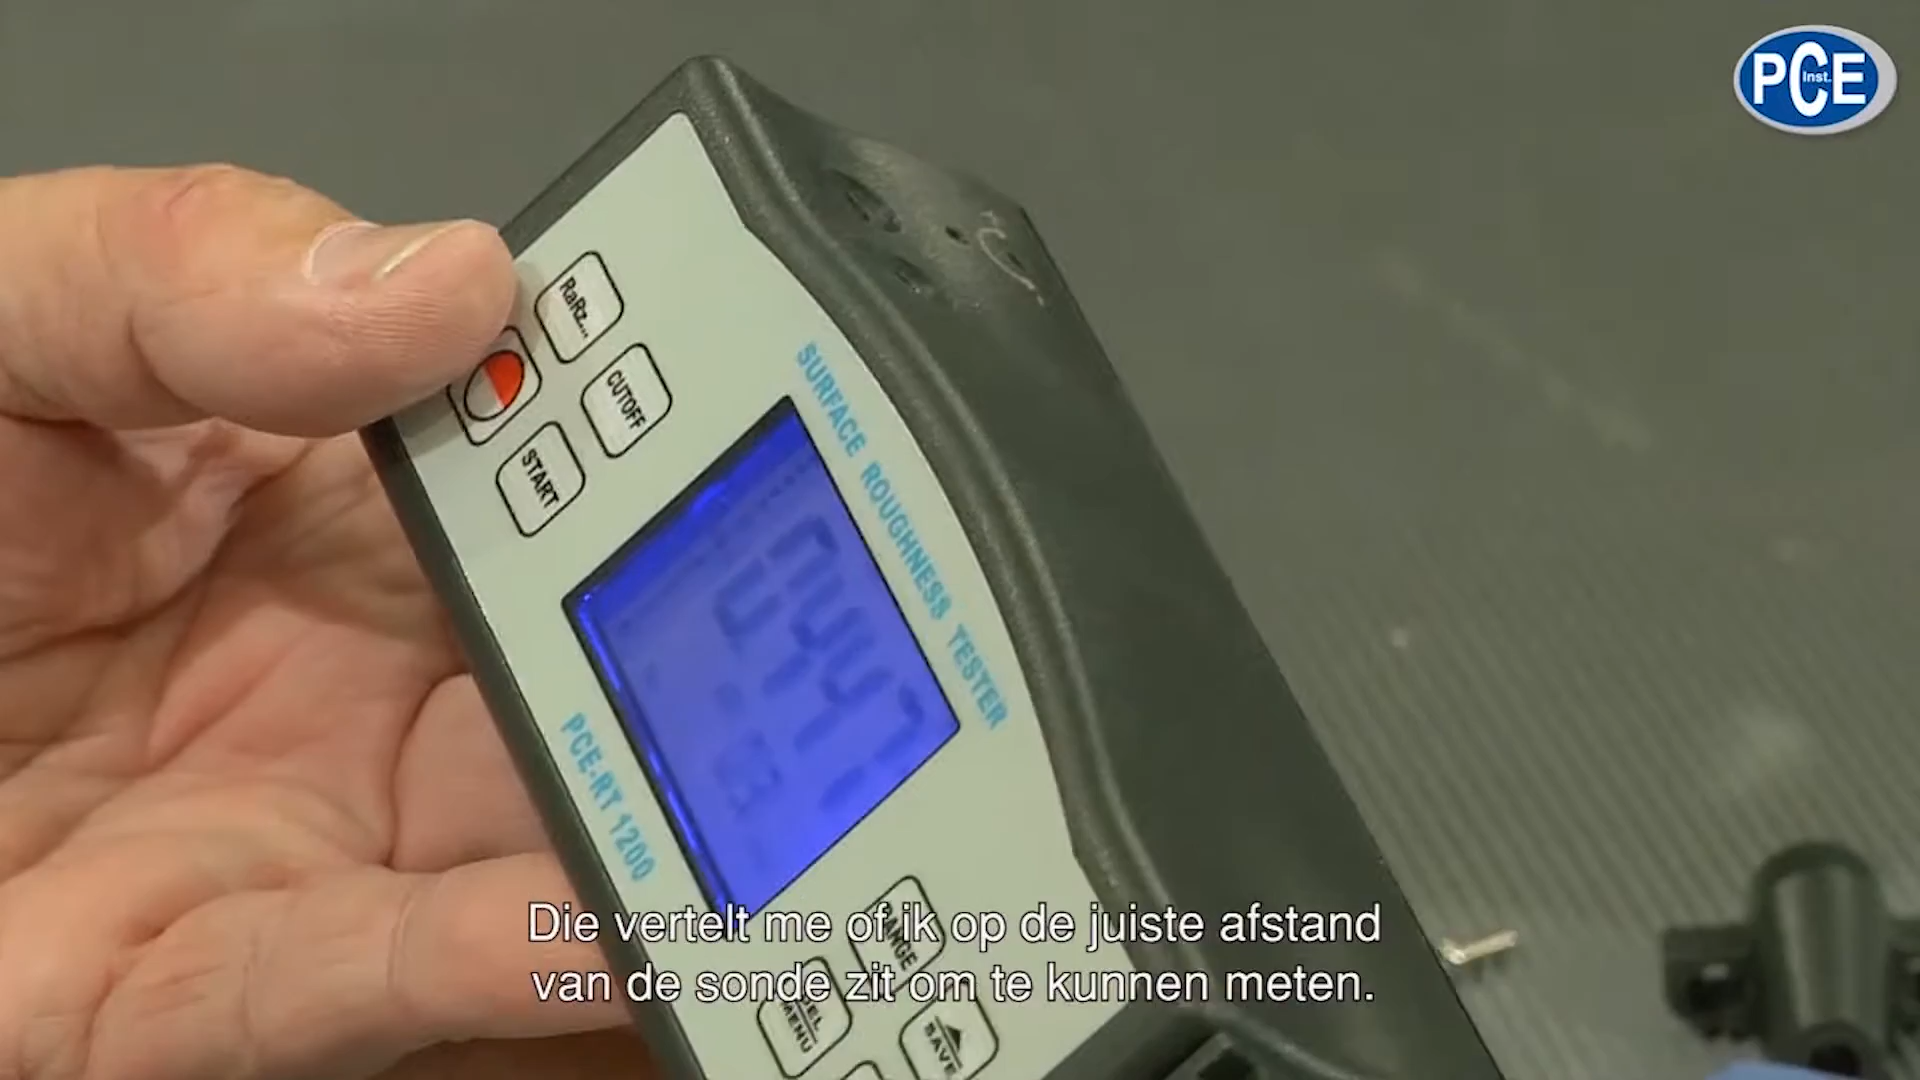 PCE
Inst.
RaRz...
CUTOFF
START
SURFACE ROUGHNESS TESTER
PCE-RT 1200
RANGE
MENU
SAVE
Die vertelt me of ik op de juiste afstand
van de sonde zit om te kunnen meten.